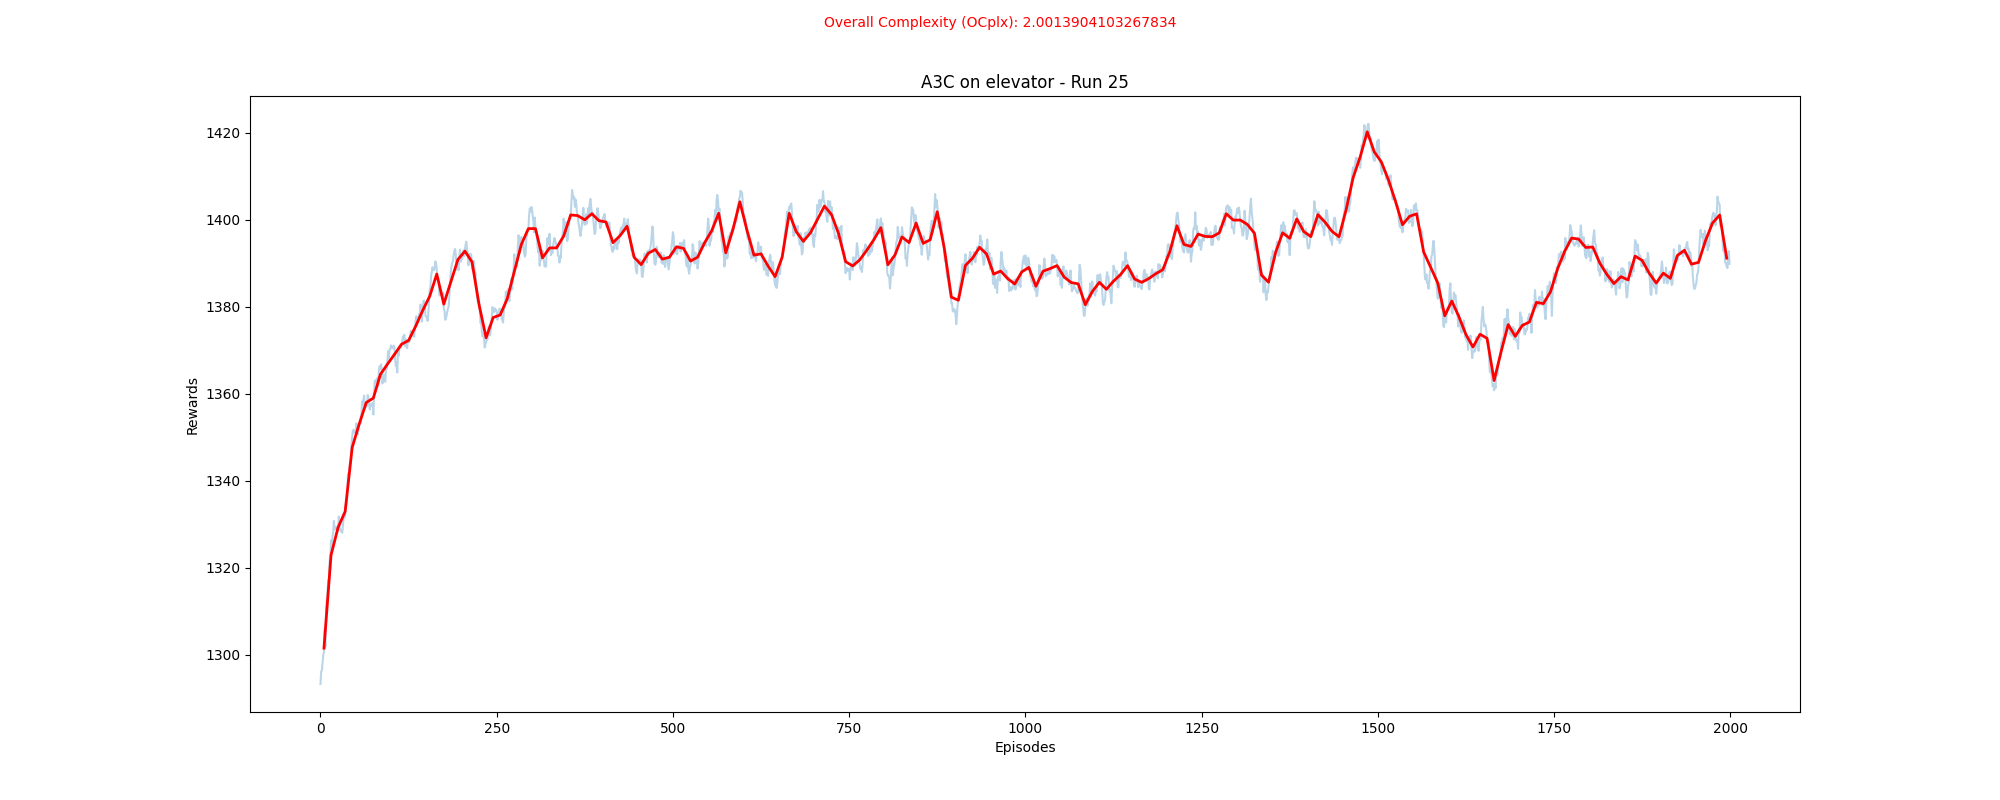 Overall Complexity (OCplx): 2.0013904103267834
A3C on elevator - Run 25
1420
1400
1380
1360
1340
1320
1300
Rewards
0 250 500 750 1000 1250 1500 1750 2000
Episodes